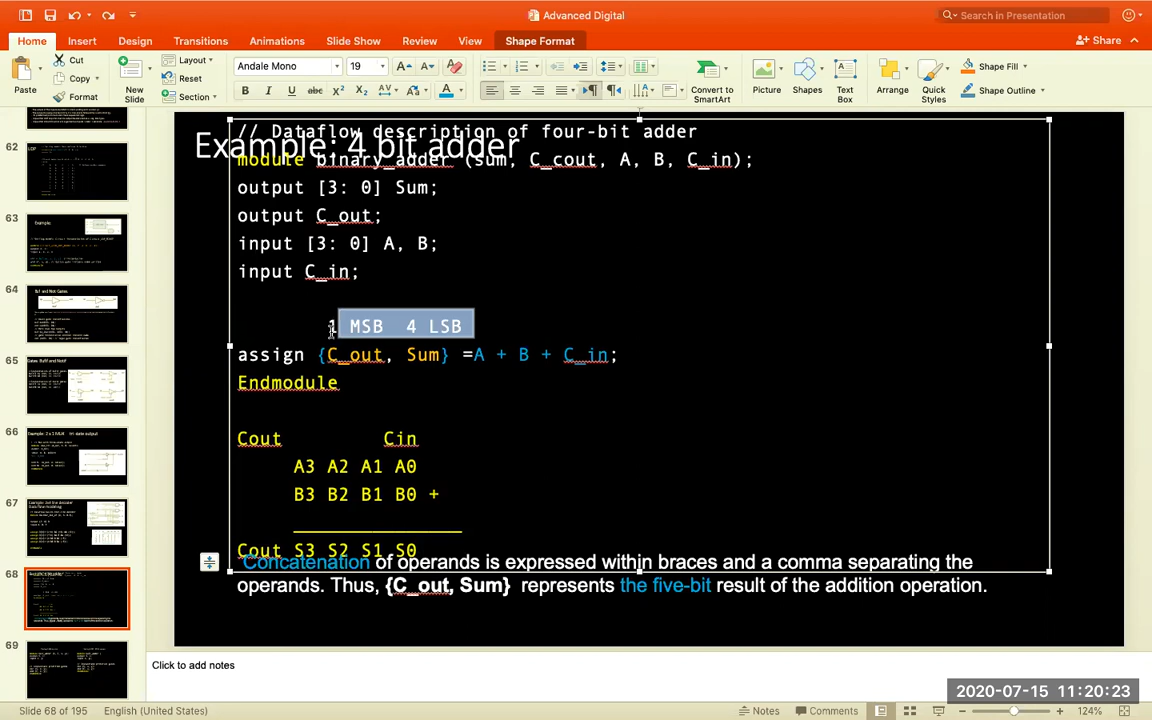 Advanced Digital
Search in Presentation
Home Insert Design Transitions Animations Slide Show Review View Shape Format
Share
Paste
Cut
Copy
Format
New Slide
Layout
Reset
Section
Andale Mono 19
Convert to SmartArt
Picture
Shapes
Text Box
Arrange
Quick Styles
Shape Fill
Shape Outline
62
63
64
65
66
67
68
69
Example: 4 bit adder
// Dataflow description of four-bit adder
module binary_adder (Sum, C_cout, A, B, C_in);
output [3: 0] Sum;
output C_out;
input [3: 0] A, B;
input C_in;
1 MSB 4 LSB
assign {C_out, Sum} =A + B + C_in;
Endmodule
Cout Cin
A3 A2 A1 A0
B3 B2 B1 B0 +
Cout S3 S2 S1 S0
Concatenation of operands is expressed within braces and a comma separating the
operands. Thus, {C_out, Sum} represents the five-bit result of the addition operation.
Click to add notes
2020-07-15 11:20:23
Slide 68 of 195 English (United States) Notes Comments 124%